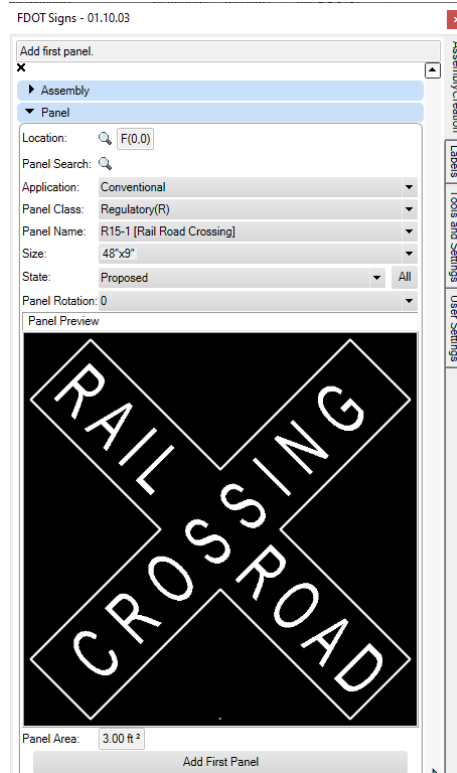 FDOT Signs - 01.10.03
Add first panel.
Assembly
Panel
Location: F(0,0)
Panel Search:
Application: Conventional
Panel Class: Regulatory(R)
Panel Name: R15-1 [Rail Road Crossing]
Size: 48"x9"
State: Proposed All
Panel Rotation: 0
Panel Preview
RAIL ROAD
CROSSING
Panel Area: 3.00 ft ²
Add First Panel
Labels
Tools and Settings
User Settings